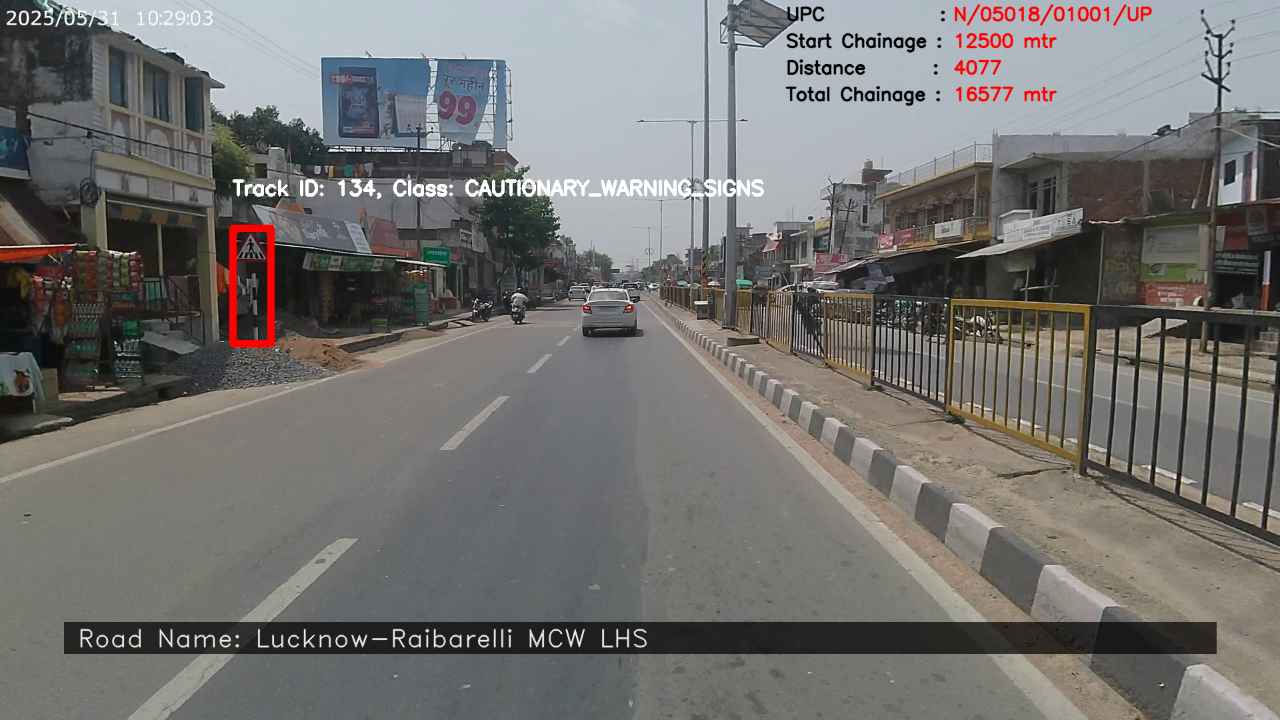 2025/05/31 10:29:03
UPC : N/05018/01001/UP
Start Chainage : 12500 mtr
Distance : 4077
Total Chainage : 16577 mtr
99
Track ID: 134, Class: CAUTIONARY_WARNING_SIGNS
Road Name: Lucknow-Raibarelli MCW LHS